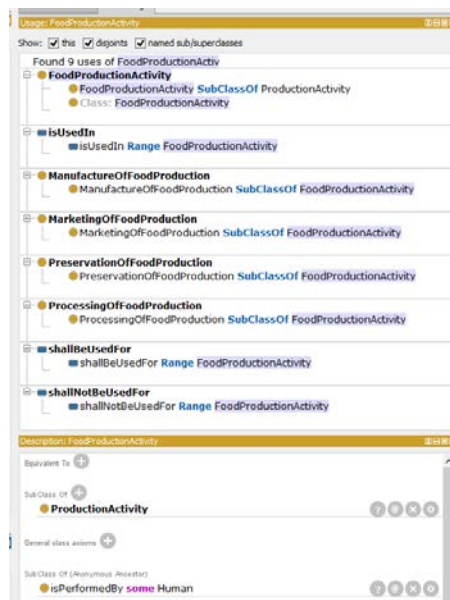 Usage: FoodProductionActivity
Show: this disjoints named sub/superclasses
Found 9 uses of FoodProductionActiv
FoodProductionActivity
FoodProductionActivity SubClassOf ProductionActivity
Class: FoodProductionActivity
isUsedIn
isUsedIn Range FoodProductionActivity
ManufactureOfFoodProduction
ManufactureOfFoodProduction SubClassOf FoodProductionActivity
MarketingOfFoodProduction
MarketingOfFoodProduction SubClassOf FoodProductionActivity
PreservationOfFoodProduction
PreservationOfFoodProduction SubClassOf FoodProductionActivity
ProcessingOfFoodProduction
ProcessingOfFoodProduction SubClassOf FoodProductionActivity
shallBeUsedFor
shallBeUsedFor Range FoodProductionActivity
shallNotBeUsedFor
shallNotBeUsedFor Range FoodProductionActivity
Description: FoodProductionActivity
Equivalent To
SubClass Of
ProductionActivity
General class axioms
SubClass Of (Anonymous Ancestor)
isPerformedBy some Human